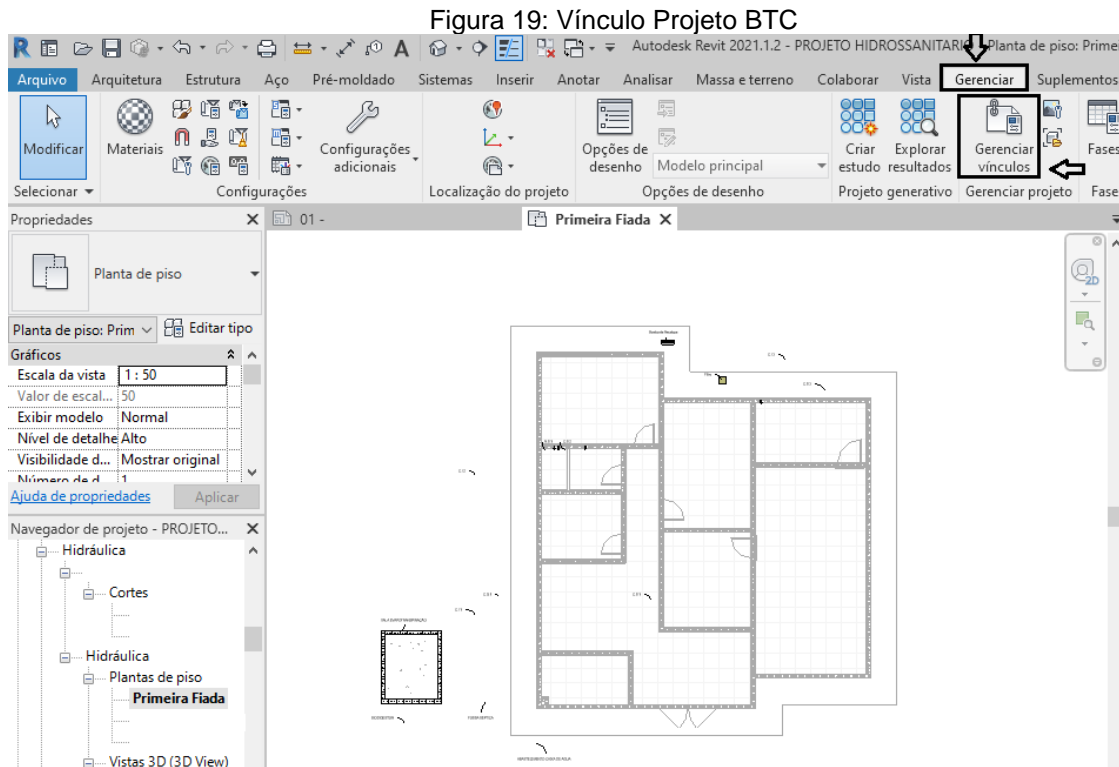 Figura 19: Vínculo Projeto BTC
Autodesk Revit 2021.1.2 - PROJETO HIDROSSANITARIO - Planta de piso: Prime
Arquivo Arquitetura Estrutura Aço Pré-moldado Sistemas Inserir Anotar Analisar Massa e terreno Colaborar Vista Gerenciar Suplementos
Modificar
Materiais
Configurações
adicionais
Opções de
desenho
Modelo principal
Criar
estudo
Explorar
resultados
Gerenciar
vínculos
Fases
Selecionar
Configurações
Localização do projeto
Opções de desenho
Projeto generativo
Gerenciar projeto
Fase
Propriedades
01 -
Primeira Fiada
Planta de piso
2D
Planta de piso: Prim
Editar tipo
Gráficos
Escala da vista 1 : 50
Valor de escal... 50
Exibir modelo Normal
Nível de detalhe Alto
Visibilidade d... Mostrar original
Número de d... 1
Ajuda de propriedades
Aplicar
Navegador de projeto - PROJETO...
Hidráulica
Cortes
Hidráulica
Plantas de piso
Primeira Fiada
Vistas 3D (3D View)